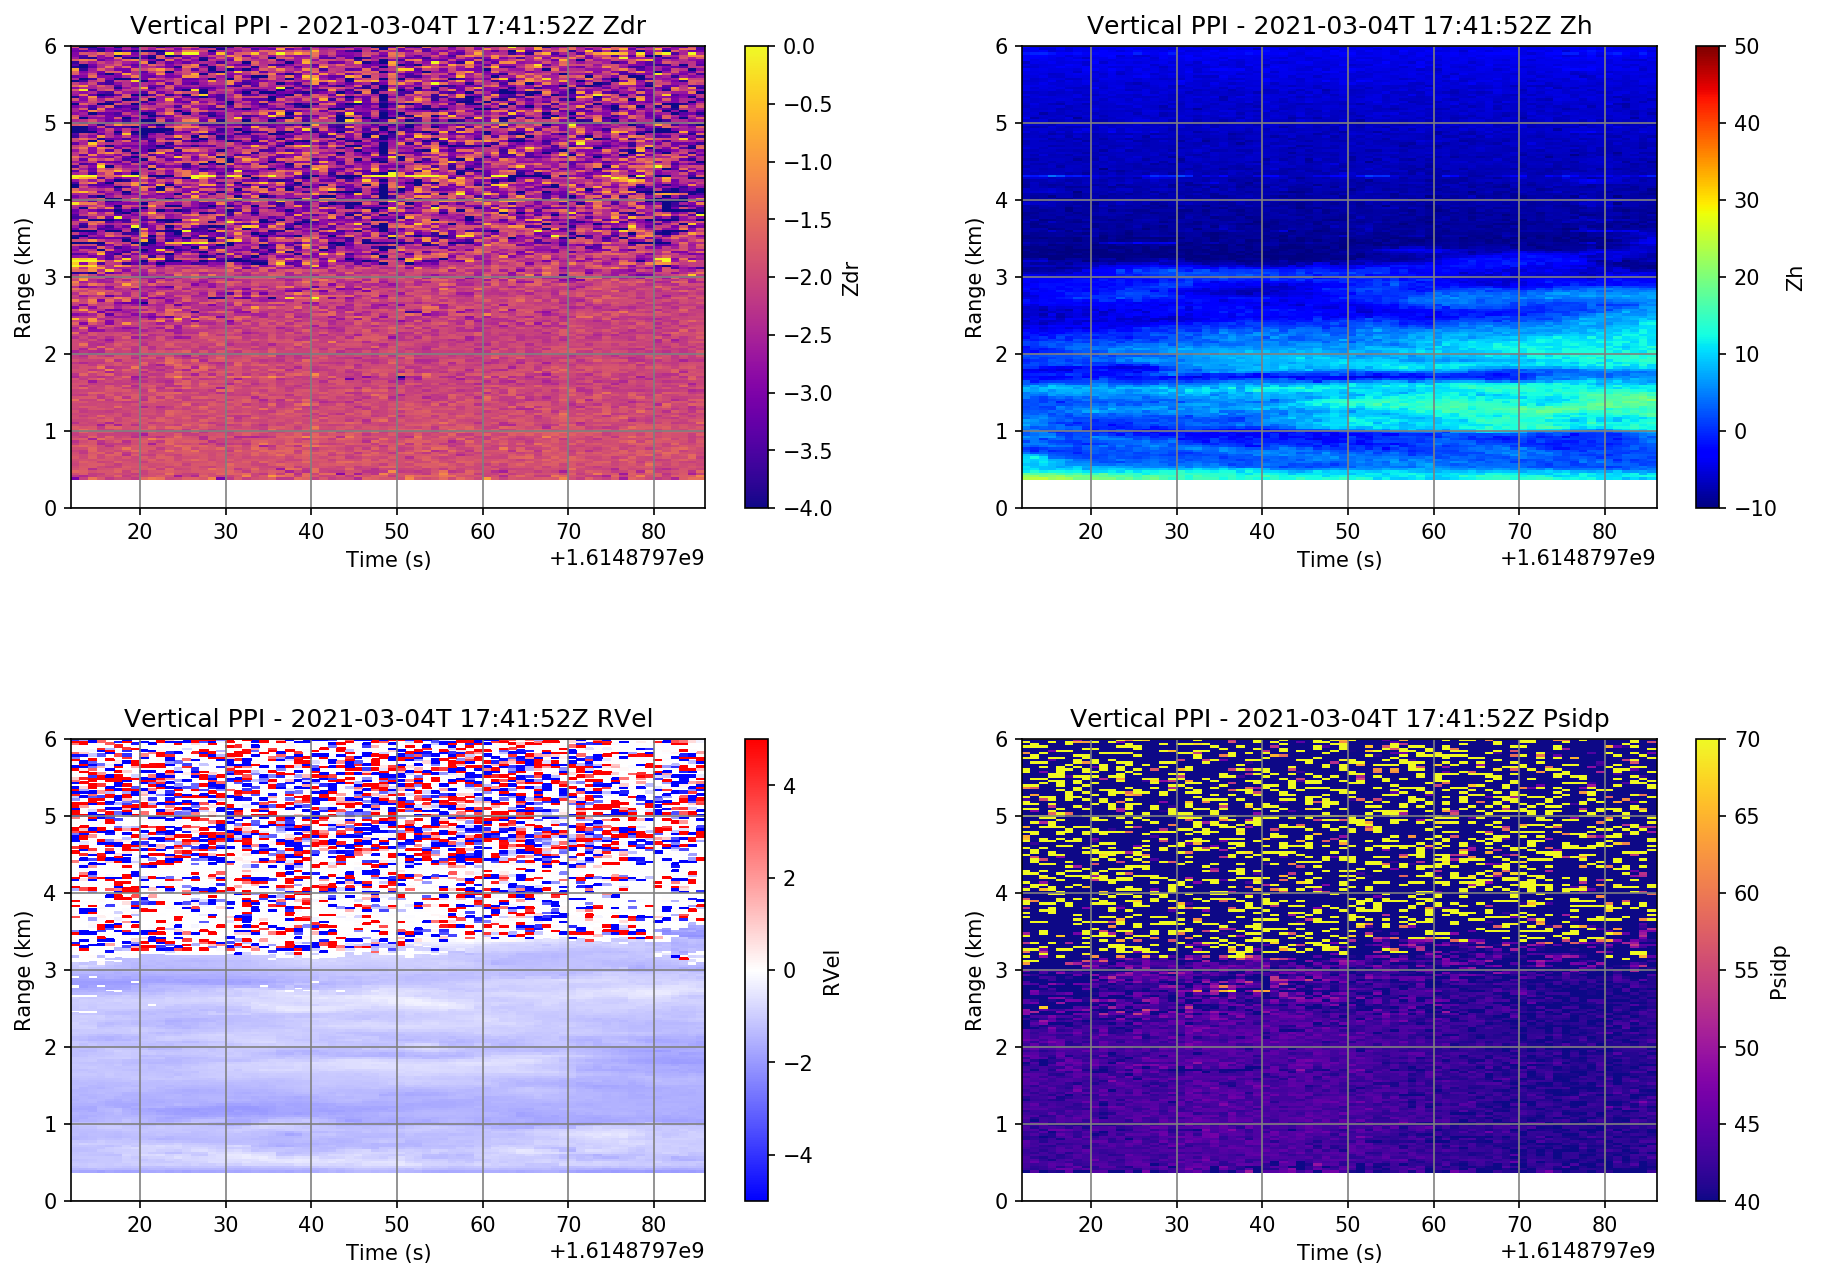 Vertical PPI - 2021-03-04T 17:41:52Z Zdr
6
5
4
3
2
1
0
Range (km)
20 30 40 50 60 70 80
Time (s)
+1.6148797e9
0.0
−0.5
−1.0
−1.5
−2.0
−2.5
−3.0
−3.5
−4.0
Zdr
Vertical PPI - 2021-03-04T 17:41:52Z Zh
6
5
4
3
2
1
0
Range (km)
20 30 40 50 60 70 80
Time (s)
+1.6148797e9
50
40
30
20
10
0
−10
Zh
Vertical PPI - 2021-03-04T 17:41:52Z RVel
6
5
4
3
2
1
0
Range (km)
20 30 40 50 60 70 80
Time (s)
+1.6148797e9
4
2
0
−2
−4
RVel
Vertical PPI - 2021-03-04T 17:41:52Z Psidp
6
5
4
3
2
1
0
Range (km)
20 30 40 50 60 70 80
Time (s)
+1.6148797e9
70
65
60
55
50
45
40
Psidp